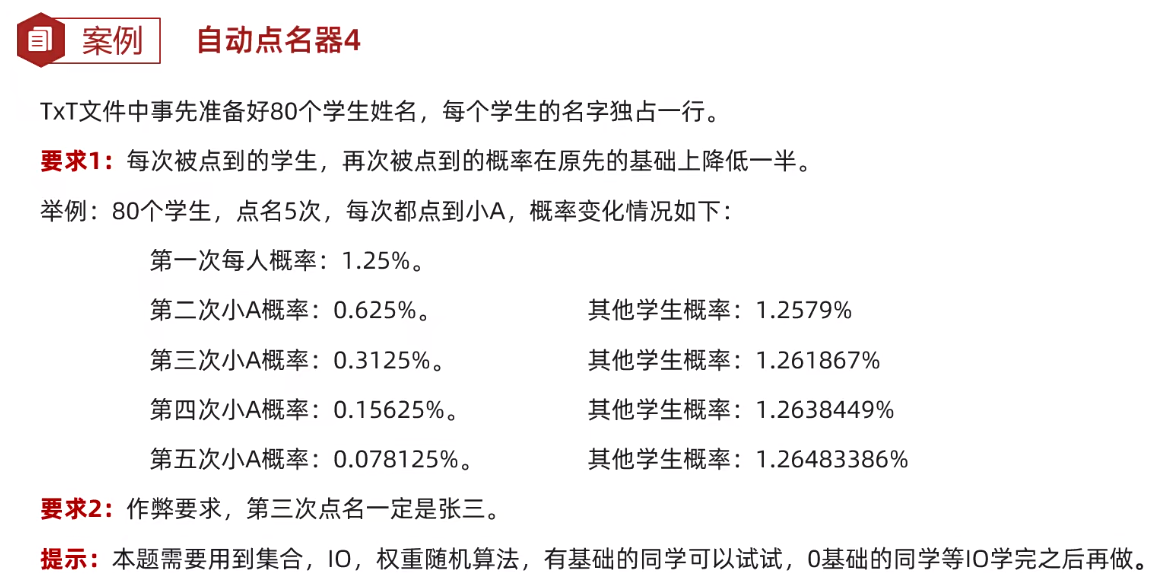 案例 自动点名器4
TxT文件中事先准备好80个学生姓名，每个学生的名字独占一行。
要求1：每次被点到的学生，再次被点到的概率在原先的基础上降低一半。
举例：80个学生，点名5次，每次都点到小A，概率变化情况如下：
第一次每人概率：1.25%。
第二次小A概率：0.625%。 其他学生概率：1.2579%
第三次小A概率：0.3125%。 其他学生概率：1.261867%
第四次小A概率：0.15625%。 其他学生概率：1.2638449%
第五次小A概率：0.078125%。 其他学生概率：1.26483386%
要求2：作弊要求，第三次点名一定是张三。
提示：本题需要用到集合，IO，权重随机算法，有基础的同学可以试试，0基础的同学等IO学完之后再做。